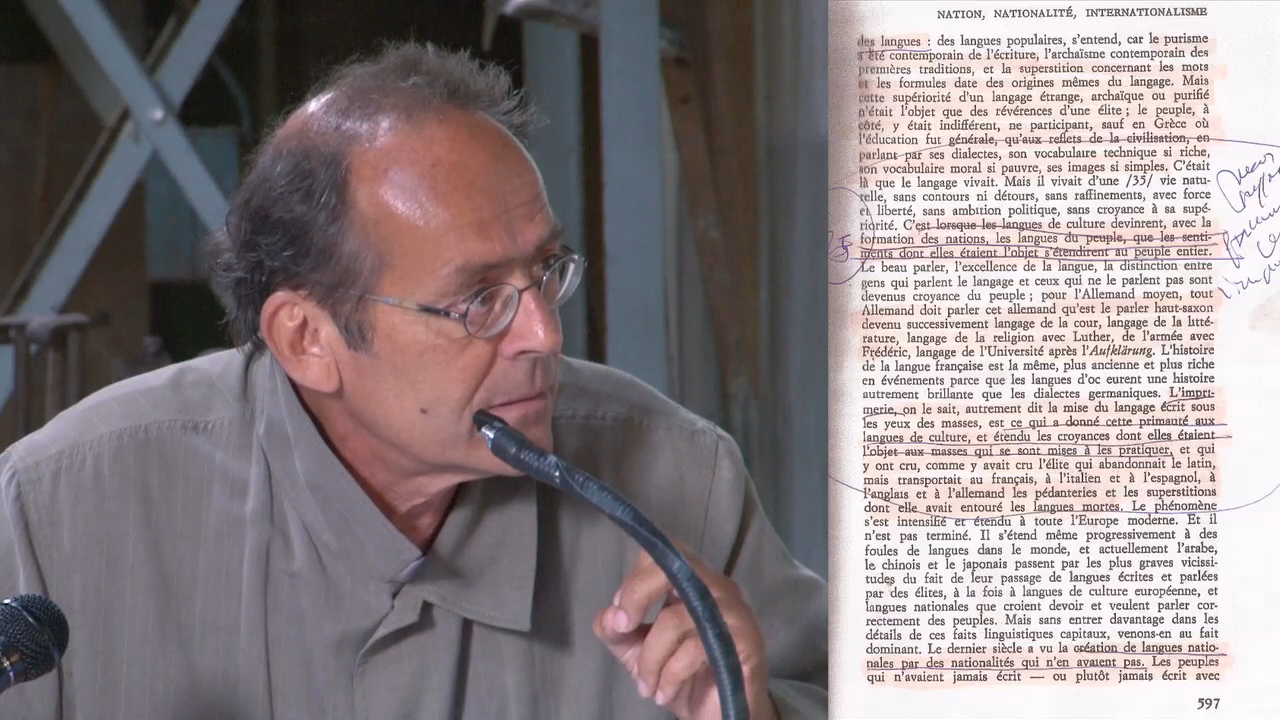 NATION, NATIONALITÉ, INTERNATIONALISME
des langues : des langues populaires, s'entend, car le purisme
a été contemporain de l'écriture, l'archaïsme contemporain des
premières traditions, et la superstition concernant les mots
et les formules date des origines mêmes du langage. Mais
cette supériorité d'un langage étrange, archaïque ou purifié
n'était l'objet que des révérences d'une élite ; le peuple, à
côté, y était indifférent, ne participant, sauf en Grèce où
l'éducation fut générale, qu'aux reflets de la civilisation, en
parlant par ses dialectes, son vocabulaire technique si riche,
son vocabulaire moral si pauvre, ses images si simples. C'était
là que le langage vivait. Mais il vivait d'une /35/ vie natu-
relle, sans contours ni détours, sans raffinements, avec force
et liberté, sans ambition politique, sans croyance à sa supé-
riorité. C'est lorsque les langues de culture devinrent, avec la
formation des nations, les langues du peuple, que les senti-
ments dont elles étaient l'objet s'étendirent au peuple entier.
Le beau parler, l'excellence de la langue, la distinction entre
gens qui parlent le langage et ceux qui ne le parlent pas sont
devenus croyance du peuple ; pour l'Allemand moyen, tout
Allemand doit parler cet allemand qu'est le parler haut-saxon
devenu successivement langage de la cour, langage de la litté-
rature, langage de la religion avec Luther, de l'armée avec
Frédéric, langage de l'Université après l'Aufklärung. L'histoire
de la langue française est la même, plus ancienne et plus riche
en événements parce que les langues d'oc eurent une histoire
autrement brillante que les dialectes germaniques. L'impri-
merie, on le sait, autrement dit la mise du langage écrit sous
les yeux des masses, est ce qui a donné cette primauté aux
langues de culture, et étendu les croyances dont elles étaient
l'objet aux masses qui se sont mises à les pratiquer, et qui
y ont cru, comme y avait cru l'élite qui abandonnait le latin,
mais transportait au français, à l'italien et à l'espagnol, à
l'anglais et à l'allemand les pédanteries et les superstitions
dont elle avait entouré les langues mortes. Le phénomène
s'est intensifié et étendu à toute l'Europe moderne. Et il
n'est pas terminé. Il s'étend même progressivement à des
foules de langues dans le monde, et actuellement l'arabe,
le chinois et le japonais passent par les plus graves vicissi-
tudes du fait de leur passage de langues écrites et parlées
par des élites, à la fois à langues de culture européenne, et
langues nationales que croient devoir et veulent parler cor-
rectement des peuples. Mais sans entrer davantage dans les
détails de ces faits linguistiques capitaux, venons-en au fait
dominant. Le dernier siècle a vu la création de langues natio-
nales par des nationalités qui n'en avaient pas. Les peuples
qui n'avaient jamais écrit — ou plutôt jamais écrit avec
597